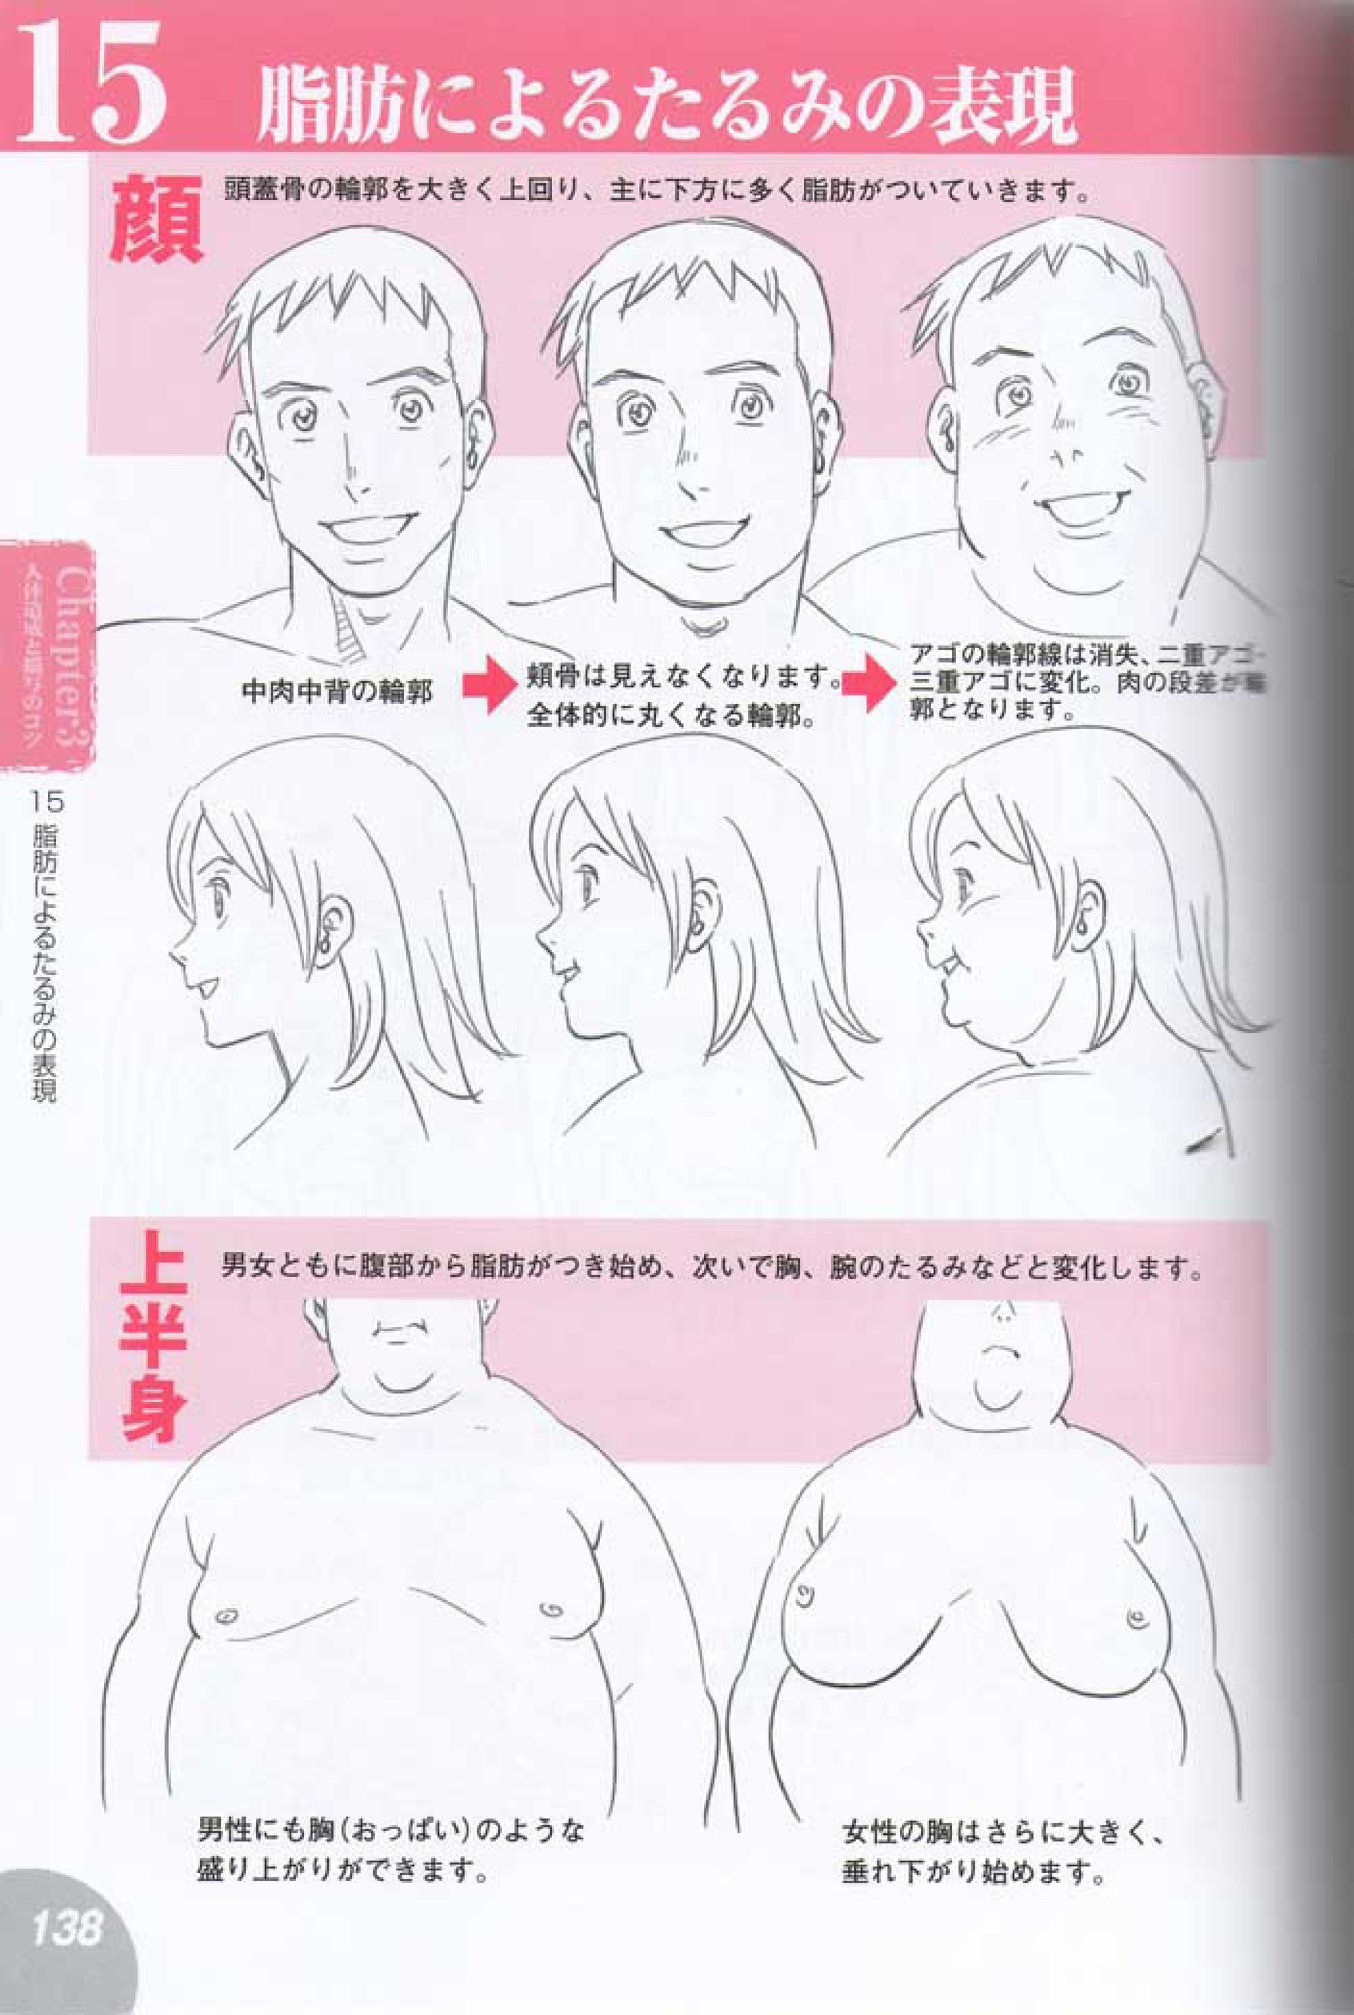 15
脂肪によるたるみの表現
顔
頭蓋骨の輪郭を大きく上回り、主に下方に多く脂肪がついていきます。
中肉中背の輪郭
頬骨は見えなくなります。
全体的に丸くなる輪郭。
アゴの輪郭線は消失、二重アゴ・
三重アゴに変化。肉の段差が輪
郭となります。
Chapter3
15 脂肪によるたるみの表現
上半身
男女ともに腹部から脂肪がつき始め、次いで胸、腕のたるみなどと変化します。
男性にも胸(おっぱい)のような
盛り上がりができます。
女性の胸はさらに大きく、
垂れ下がり始めます。
138